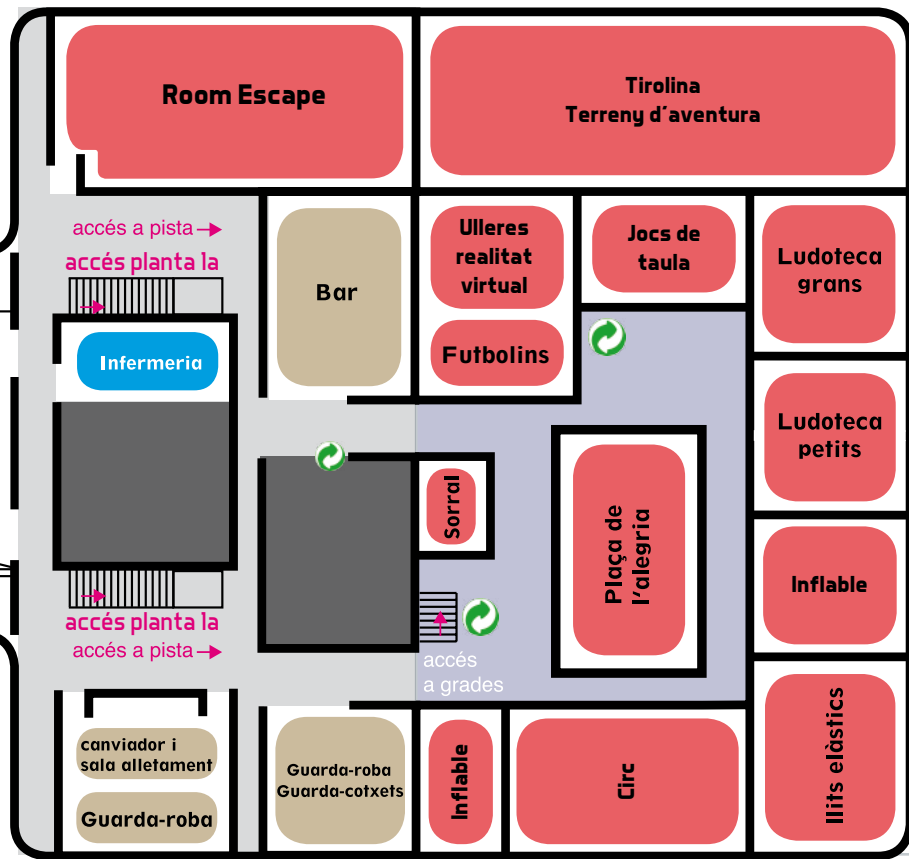 Room Escape
Tirolina
Terreny d´aventura
accés a pista
accés planta 1a
Infermeria
Bar
Ulleres
realitat
virtual
Futbolins
Jocs de
taula
Ludoteca
grans
Ludoteca
petits
Sorral
Plaça de
l'alegria
Inflable
accés planta 1a
accés a pista
accés
a grades
canviador i
sala alletament
Guarda-roba
Guarda-roba
Guarda-cotxets
Inflable
Circ
llits elàstics